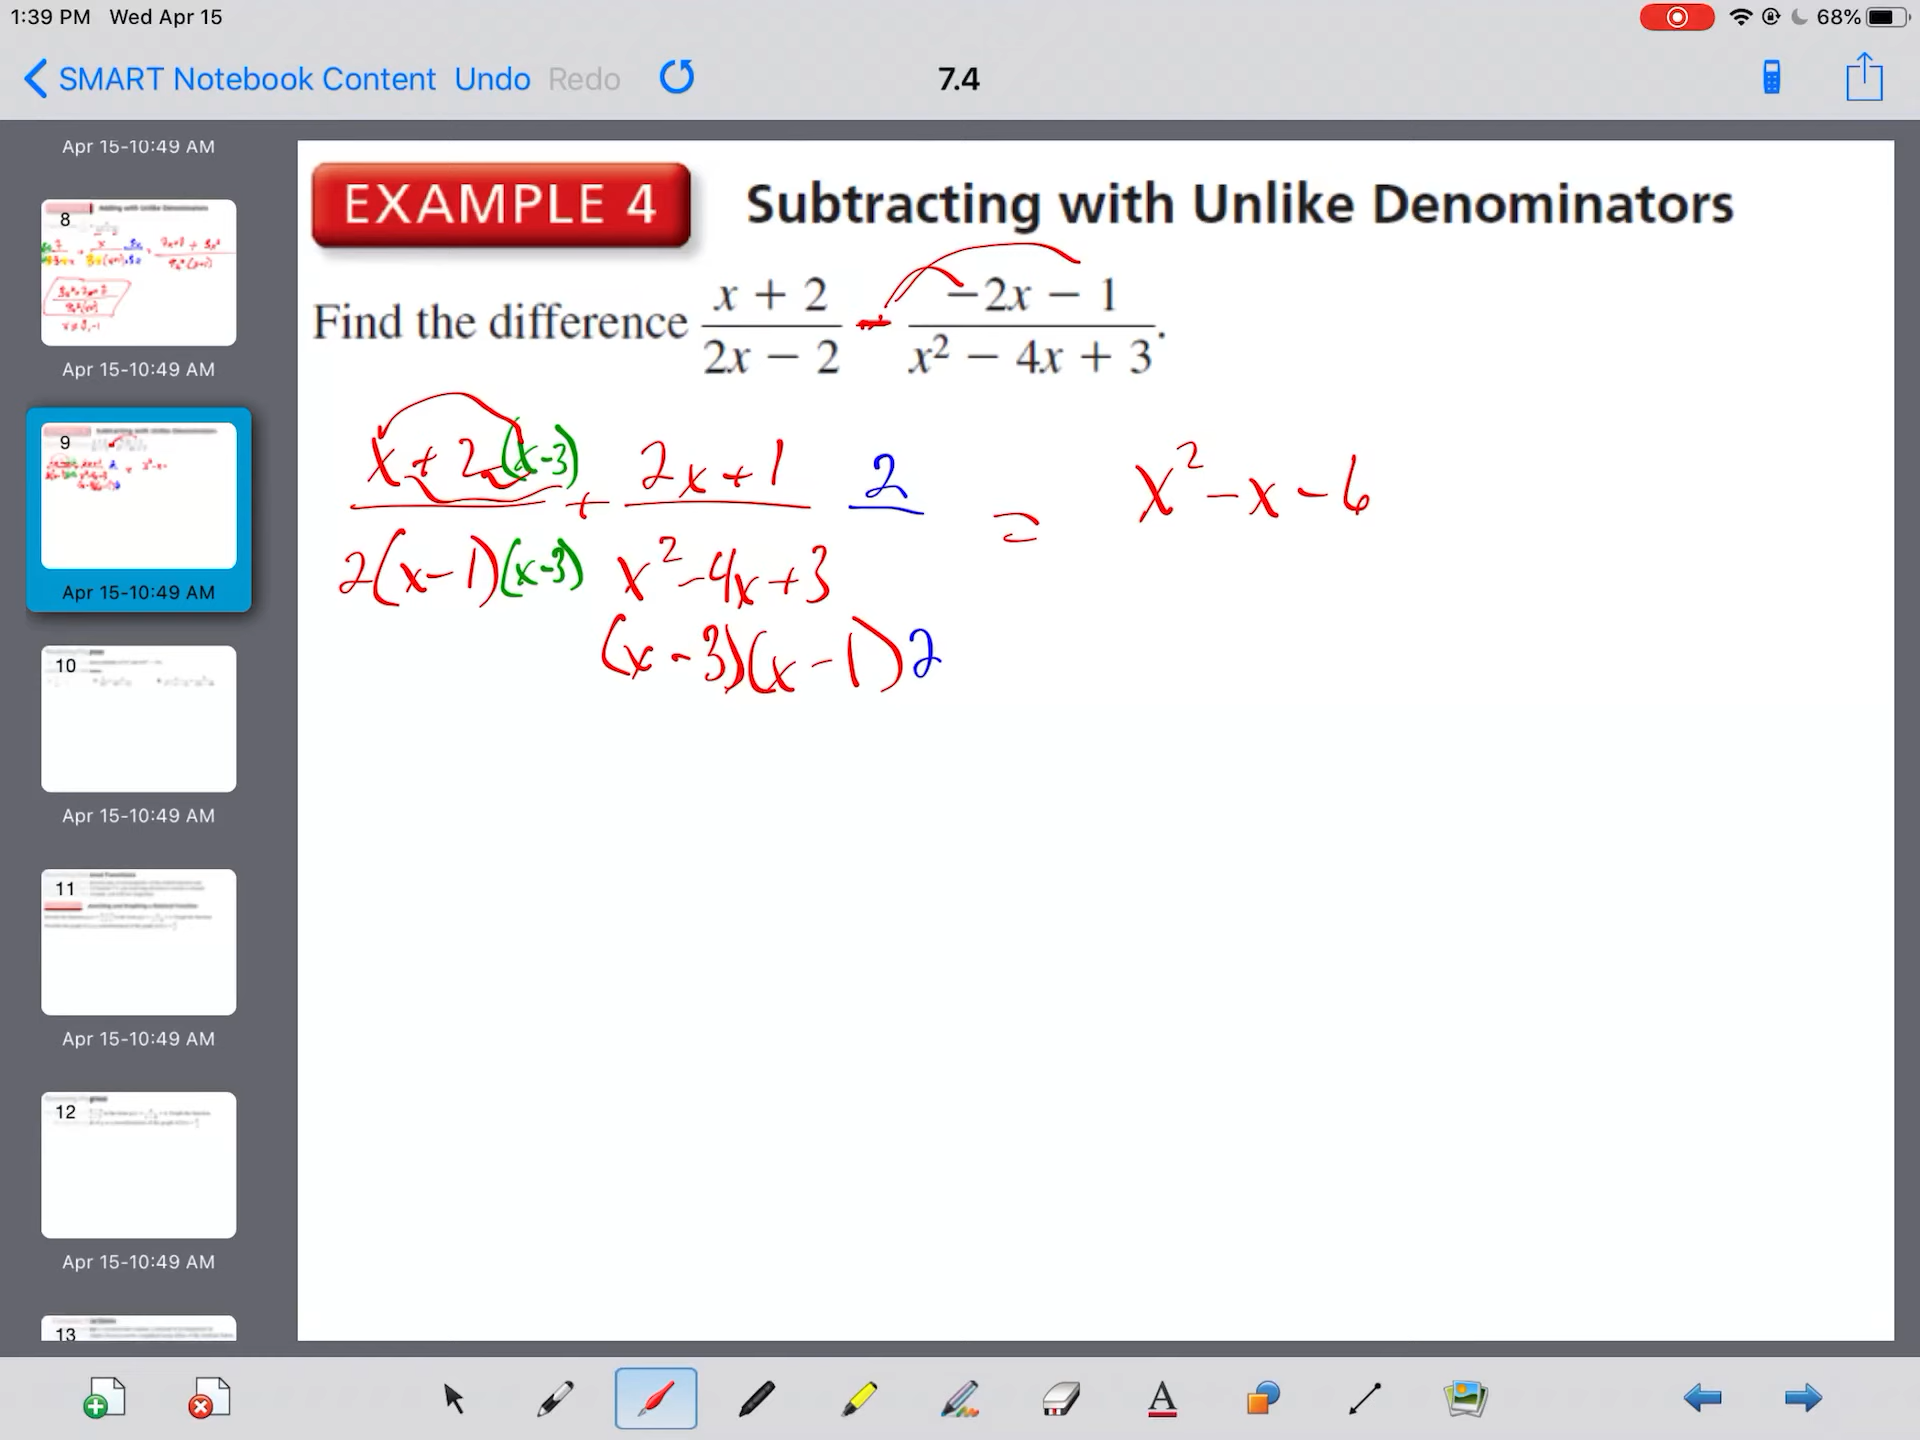 1:39 PM Wed Apr 15
68%
SMART Notebook Content Undo Redo
7.4
Apr 15-10:49 AM
8
Apr 15-10:49 AM
9
Apr 15-10:49 AM
10
Apr 15-10:49 AM
11
Apr 15-10:49 AM
12
Apr 15-10:49 AM
13
EXAMPLE 4 Subtracting with Unlike Denominators
Find the difference (x + 2)/(2x − 2) - (−2x − 1)/(x² − 4x + 3).
x + 2 (x-3) 2x + 1 2
+ = x² - x - 6
2(x-1)(x-3) x² - 4x + 3
(x - 3)(x - 1) 2
A